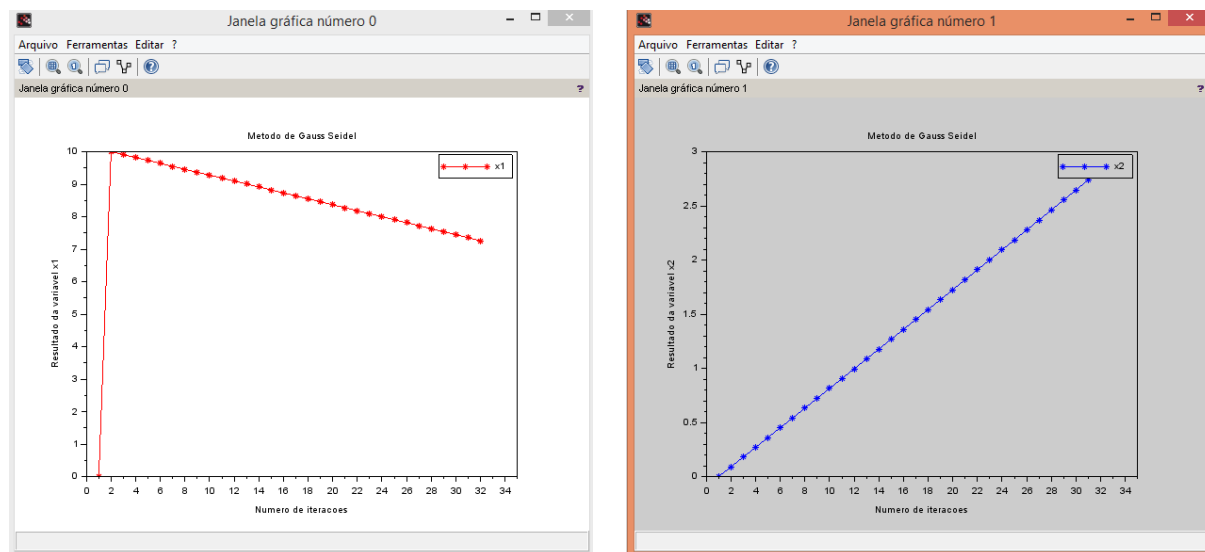 Janela gráfica número 0
Arquivo Ferramentas Editar ?
Janela gráfica número 0 ?
Metodo de Gauss Seidel
x1
10
9
8
7
6
5
4
3
2
1
0
Resultado da variavel x1
0 2 4 6 8 10 12 14 16 18 20 22 24 26 28 30 32 34
Numero de iteracoes
Janela gráfica número 1
Arquivo Ferramentas Editar ?
Janela gráfica número 1 ?
Metodo de Gauss Seidel
x2
3
2.5
2
1.5
1
0.5
0
Resultado da variavel x2
0 2 4 6 8 10 12 14 16 18 20 22 24 26 28 30 32 34
Numero de iteracoes